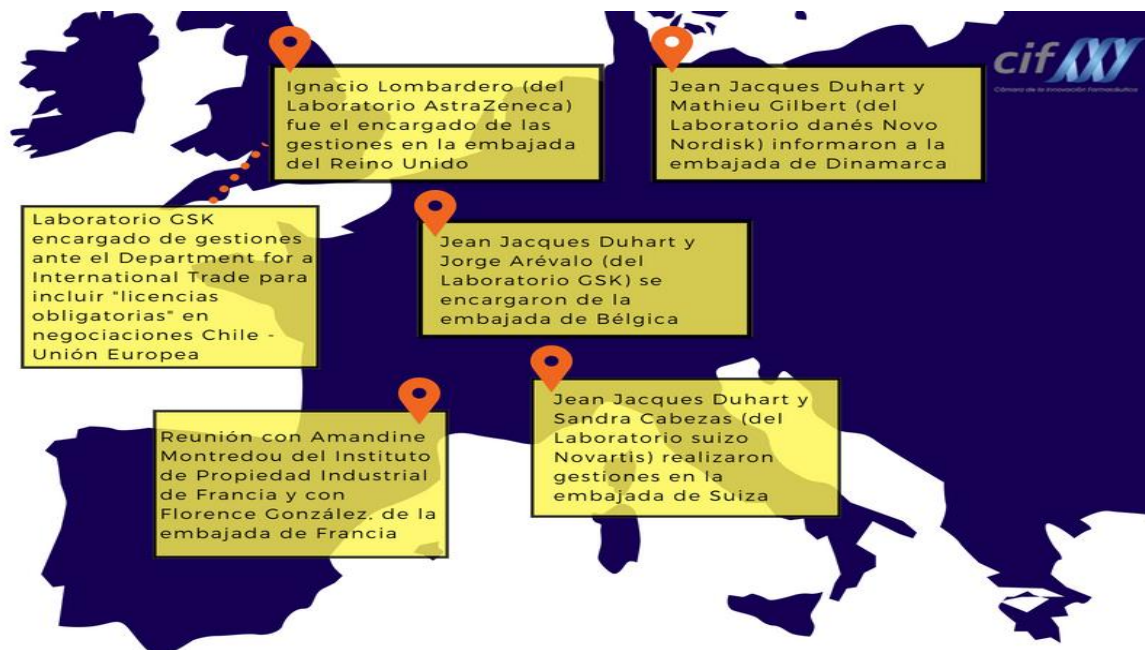 Ignacio Lombardero (del
Laboratorio AstraZeneca)
fue el encargado de las
gestiones en la embajada
del Reino Unido
Jean Jacques Duhart y
Mathieu Gilbert (del
Laboratorio danés Novo
Nordisk) informaron a la
embajada de Dinamarca
cif
Cámara de la Innovación Farmacéutica
Laboratorio GSK
encargado de gestiones
ante el Department for a
International Trade para
incluir "licencias
obligatorias" en
negociaciones Chile -
Unión Europea
Jean Jacques Duhart y
Jorge Arévalo (del
Laboratorio GSK) se
encargaron de la
embajada de Bélgica
Reunión con Amandine
Montredou del Instituto
de Propiedad Industrial
de Francia y con
Florence González, de la
embajada de Francia
Jean Jacques Duhart y
Sandra Cabezas (del
Laboratorio suizo
Novartis) realizaron
gestiones en la
embajada de Suiza